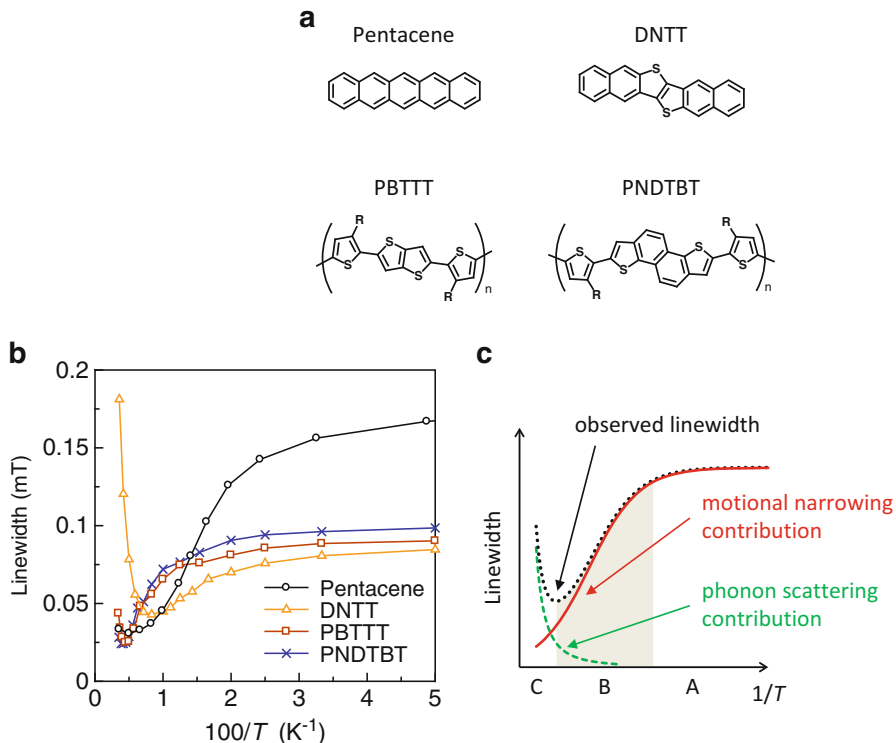 a
Pentacene
DNTT
S
S
PBTTT
PNDTBT
R
S
S
S
S
R
n
R
S
S
S
S
R
n
b
0.2
0.15
0.1
0.05
0
Linewidth (mT)
Pentacene
DNTT
PBTTT
PNDTBT
0 1 2 3 4 5
100/T (K⁻¹)
c
observed linewidth
motional narrowing
contribution
phonon scattering
contribution
Linewidth
C B A
1/T